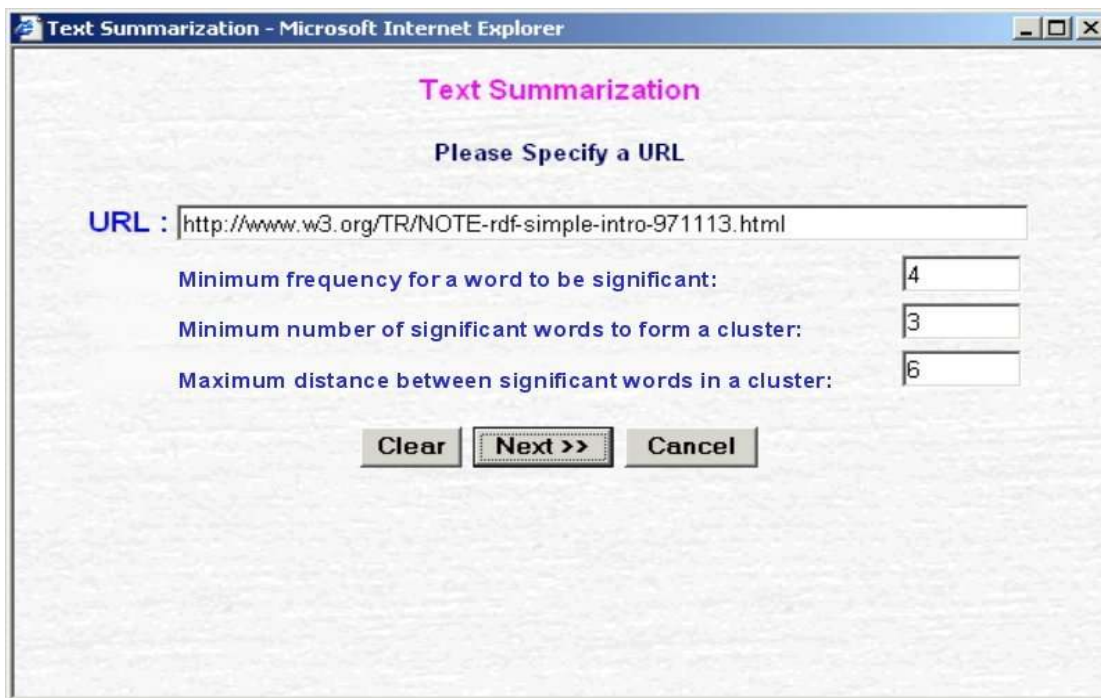 Text Summarization - Microsoft Internet Explorer
Text Summarization
Please Specify a URL
URL : http://www.w3.org/TR/NOTE-rdf-simple-intro-971113.html
Minimum frequency for a word to be significant: 4
Minimum number of significant words to form a cluster: 3
Maximum distance between significant words in a cluster: 6
Clear Next >> Cancel